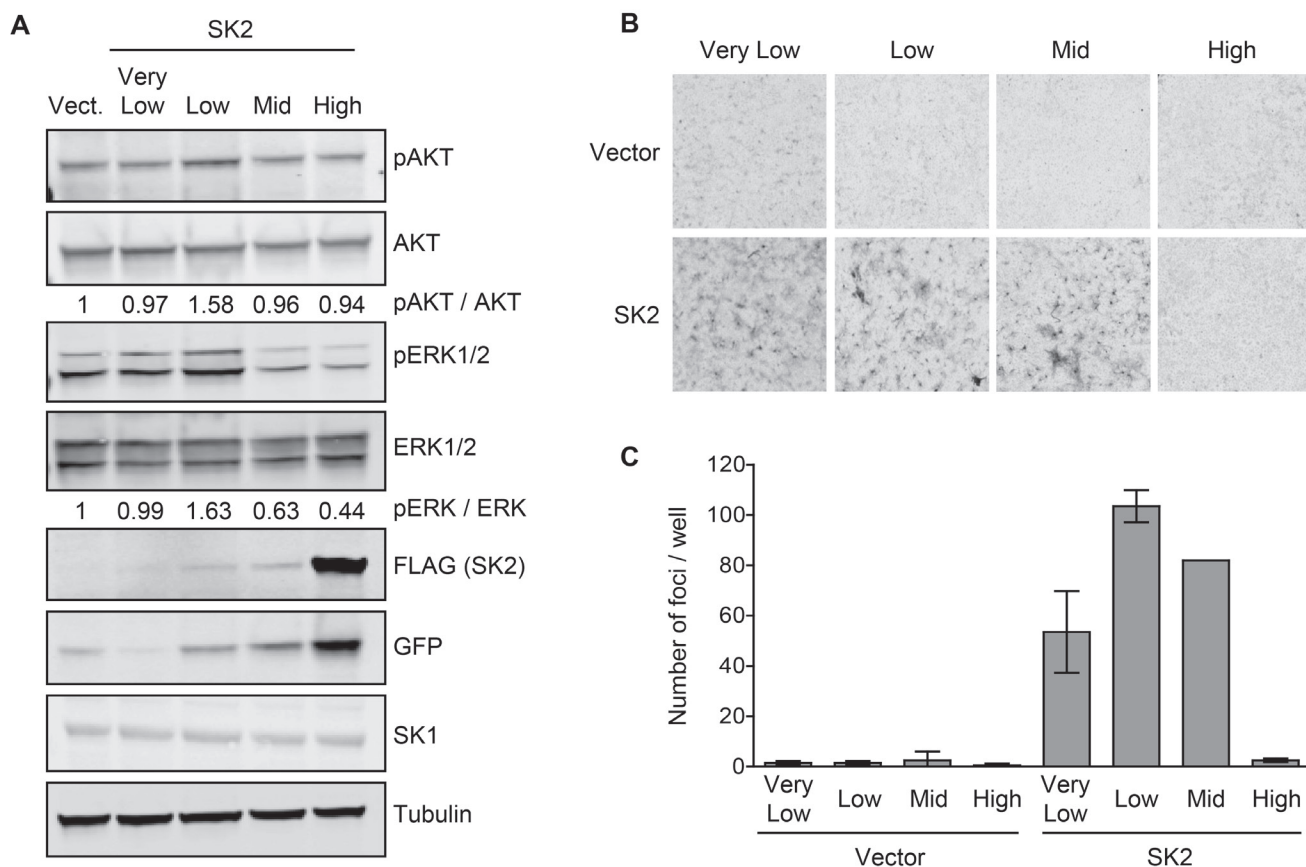 A
SK2
Vect.
Very
Low
Low
Mid
High
pAKT
AKT
1 0.97 1.58 0.96 0.94 pAKT / AKT
pERK1/2
ERK1/2
1 0.99 1.63 0.63 0.44 pERK / ERK
FLAG (SK2)
GFP
SK1
Tubulin
B
Very Low Low Mid High
Vector
SK2
C
Number of foci / well
120
100
80
60
40
20
0
Very
Low
Low
Mid
High
Very
Low
Low
Mid
High
Vector
SK2